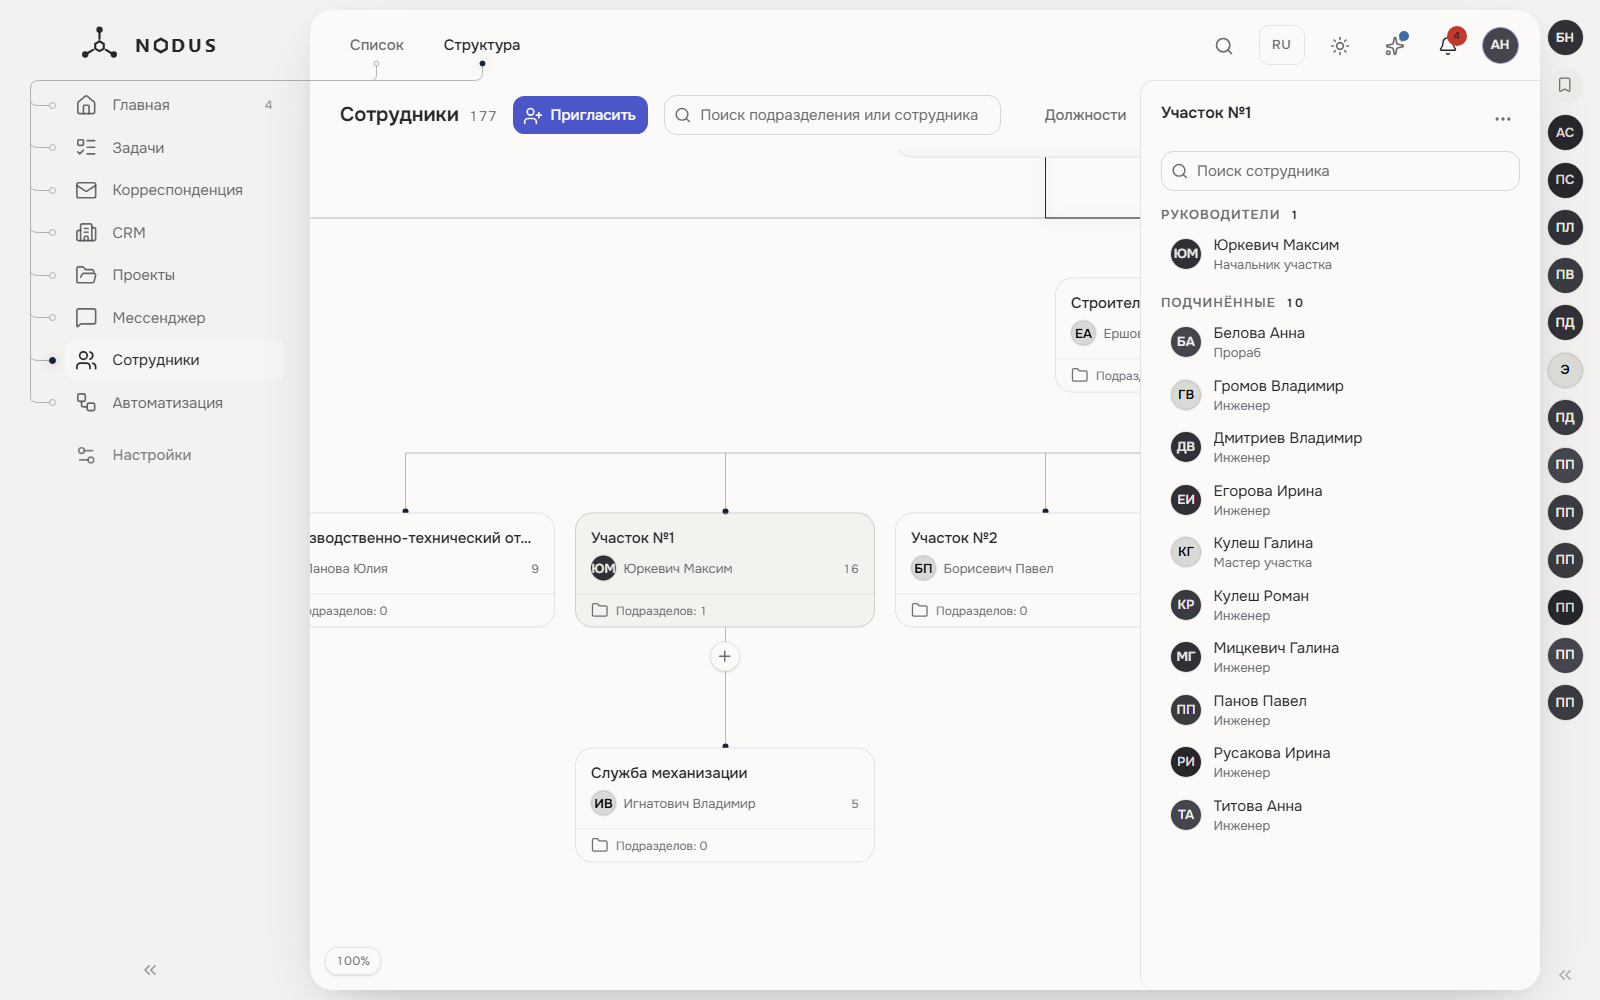 NODUS
Главная 4
Задачи
Корреспонденция
CRM
Проекты
Мессенджер
Сотрудники
Автоматизация
Настройки
Список
Структура
RU
4
АН
Сотрудники 177
Пригласить
Поиск подразделения или сотрудника
Должности
Строител
ЕА Ершов
Подразд
зводственно-технический от...
Панова Юлия 9
одразделов: 0
Участок №1
ЮМ Юркевич Максим 16
Подразделов: 1
Участок №2
БП Борисевич Павел
Подразделов: 0
Служба механизации
ИВ Игнатович Владимир 5
Подразделов: 0
100%
Участок №1
Поиск сотрудника
РУКОВОДИТЕЛИ 1
ЮМ Юркевич Максим
Начальник участка
ПОДЧИНЁННЫЕ 10
БА Белова Анна
Прораб
ГВ Громов Владимир
Инженер
ДВ Дмитриев Владимир
Инженер
ЕИ Егорова Ирина
Инженер
КГ Кулеш Галина
Мастер участка
КР Кулеш Роман
Инженер
МГ Мицкевич Галина
Инженер
ПП Панов Павел
Инженер
РИ Русакова Ирина
Инженер
ТА Титова Анна
Инженер
БН
АС
ПС
ПЛ
ПВ
ПД
Э
ПД
ПП
ПП
ПП
ПП
ПП
ПП